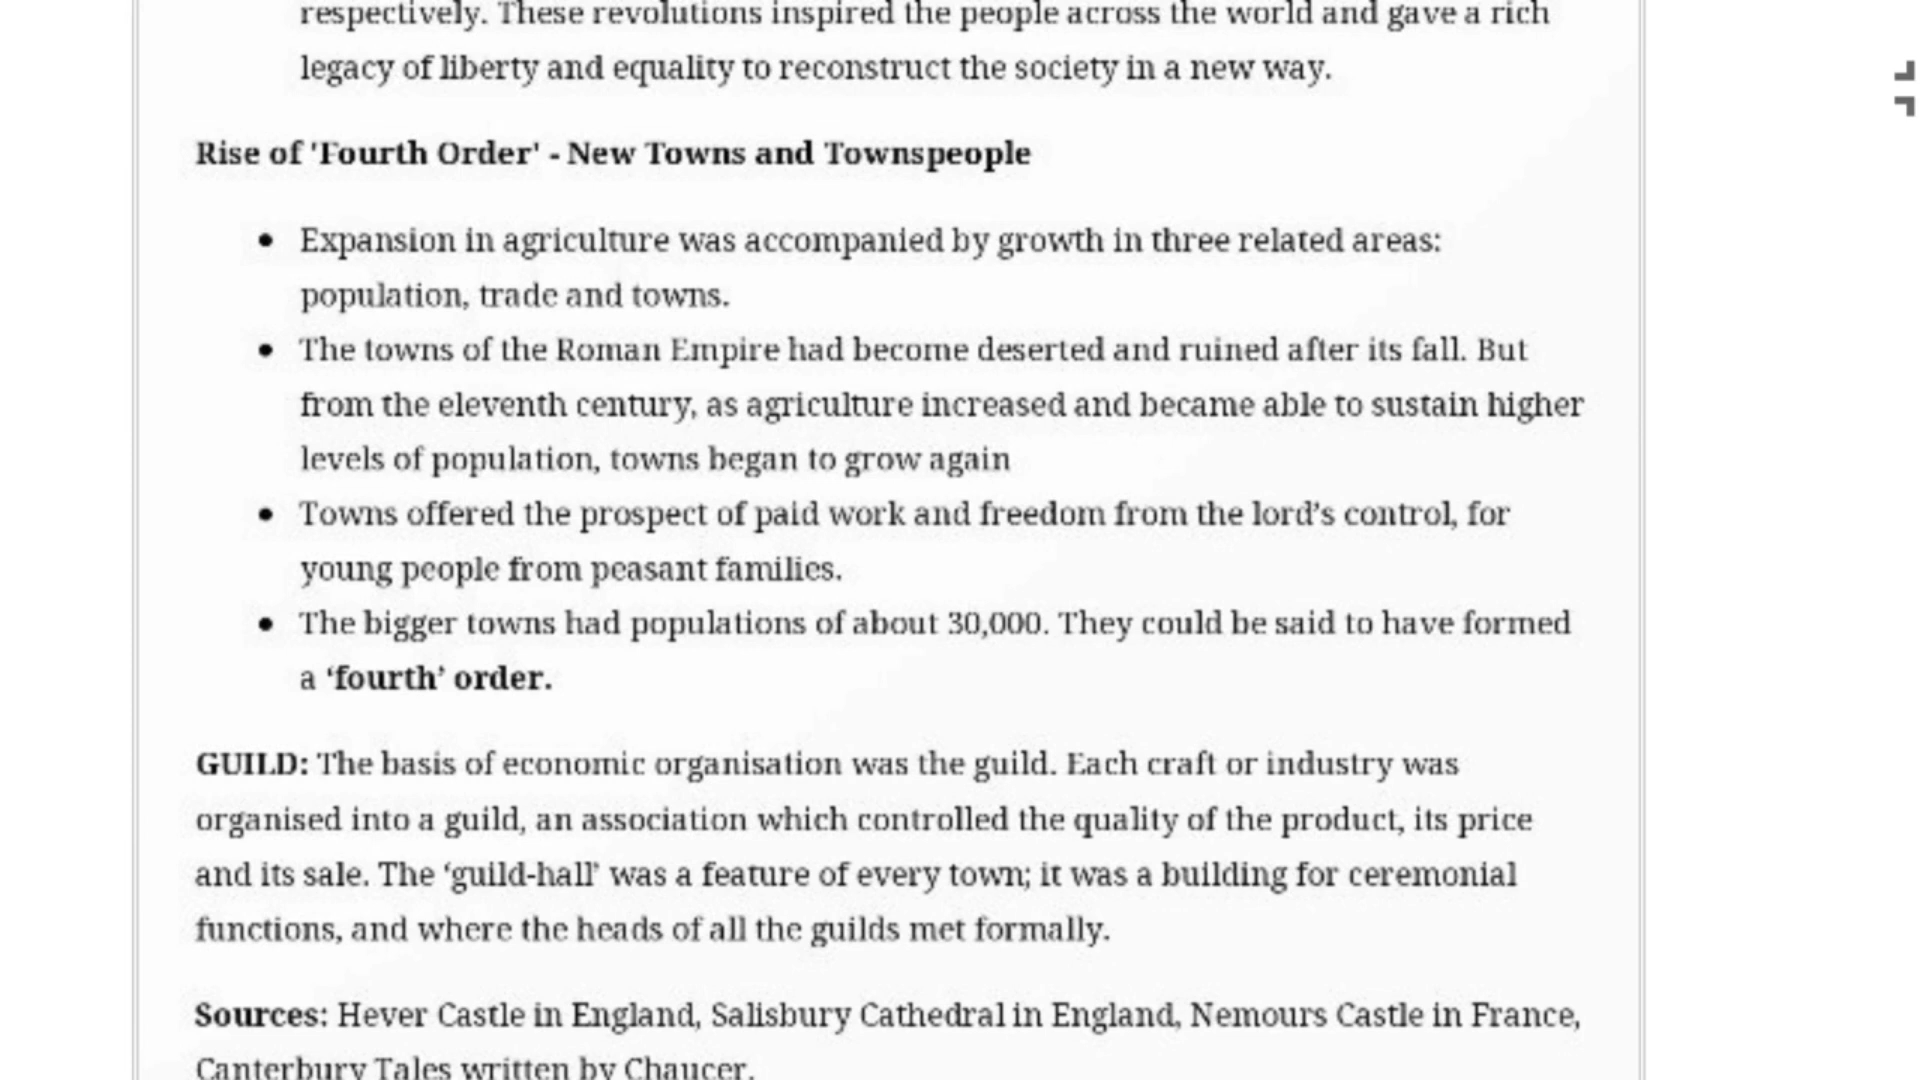 respectively. These revolutions inspired the people across the world and gave a rich
legacy of liberty and equality to reconstruct the society in a new way.
Rise of 'Fourth Order' - New Towns and Townspeople
• Expansion in agriculture was accompanied by growth in three related areas:
population, trade and towns.
• The towns of the Roman Empire had become deserted and ruined after its fall. But
from the eleventh century, as agriculture increased and became able to sustain higher
levels of population, towns began to grow again
• Towns offered the prospect of paid work and freedom from the lord’s control, for
young people from peasant families.
• The bigger towns had populations of about 30,000. They could be said to have formed
a ‘fourth’ order.
GUILD: The basis of economic organisation was the guild. Each craft or industry was
organised into a guild, an association which controlled the quality of the product, its price
and its sale. The ‘guild-hall’ was a feature of every town; it was a building for ceremonial
functions, and where the heads of all the guilds met formally.
Sources: Hever Castle in England, Salisbury Cathedral in England, Nemours Castle in France,
Canterbury Tales written by Chaucer.